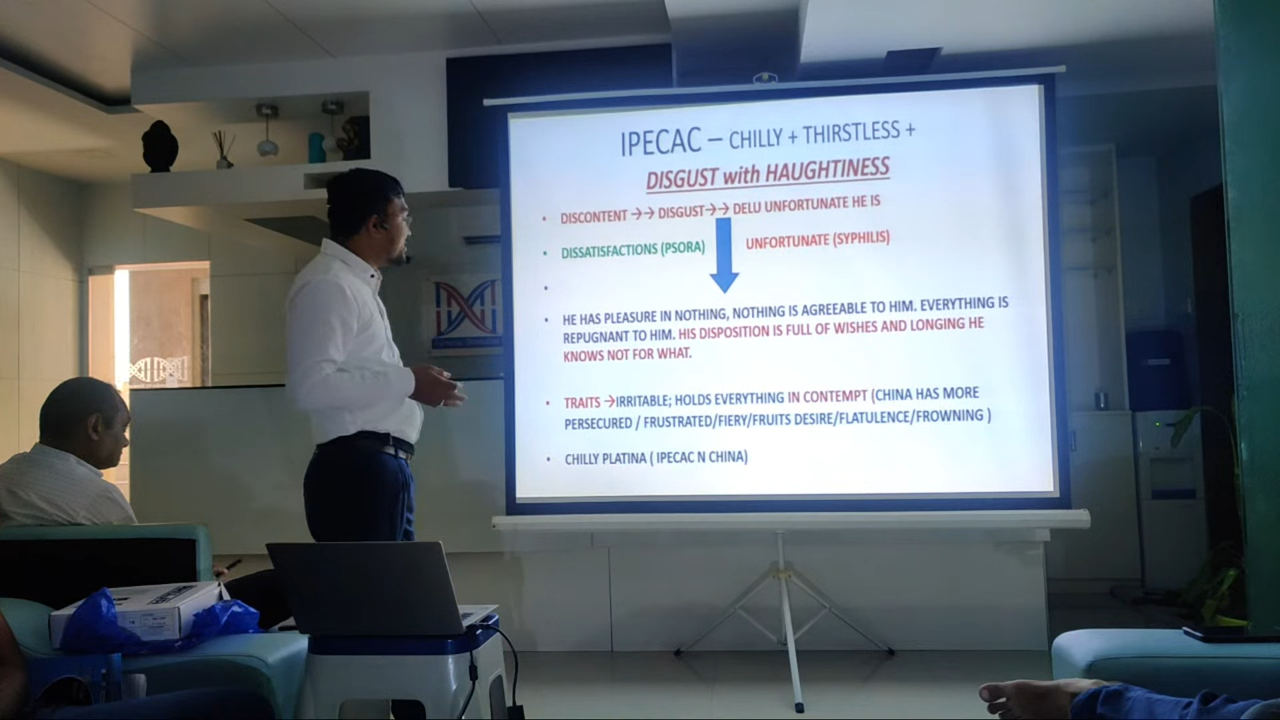 IPECAC – CHILLY + THIRSTLESS +
DISGUST with HAUGHTINESS
• DISCONTENT →→ DISGUST→→ DELU UNFORTUNATE HE IS
• DISSATISFACTIONS (PSORA) UNFORTUNATE (SYPHILIS)
•
• HE HAS PLEASURE IN NOTHING, NOTHING IS AGREEABLE TO HIM. EVERYTHING IS
REPUGNANT TO HIM. HIS DISPOSITION IS FULL OF WISHES AND LONGING HE
KNOWS NOT FOR WHAT.
• TRAITS →IRRITABLE; HOLDS EVERYTHING IN CONTEMPT (CHINA HAS MORE
PERSECURED / FRUSTRATED/FIERY/FRUITS DESIRE/FLATULENCE/FROWNING )
• CHILLY PLATINA ( IPECAC N CHINA)